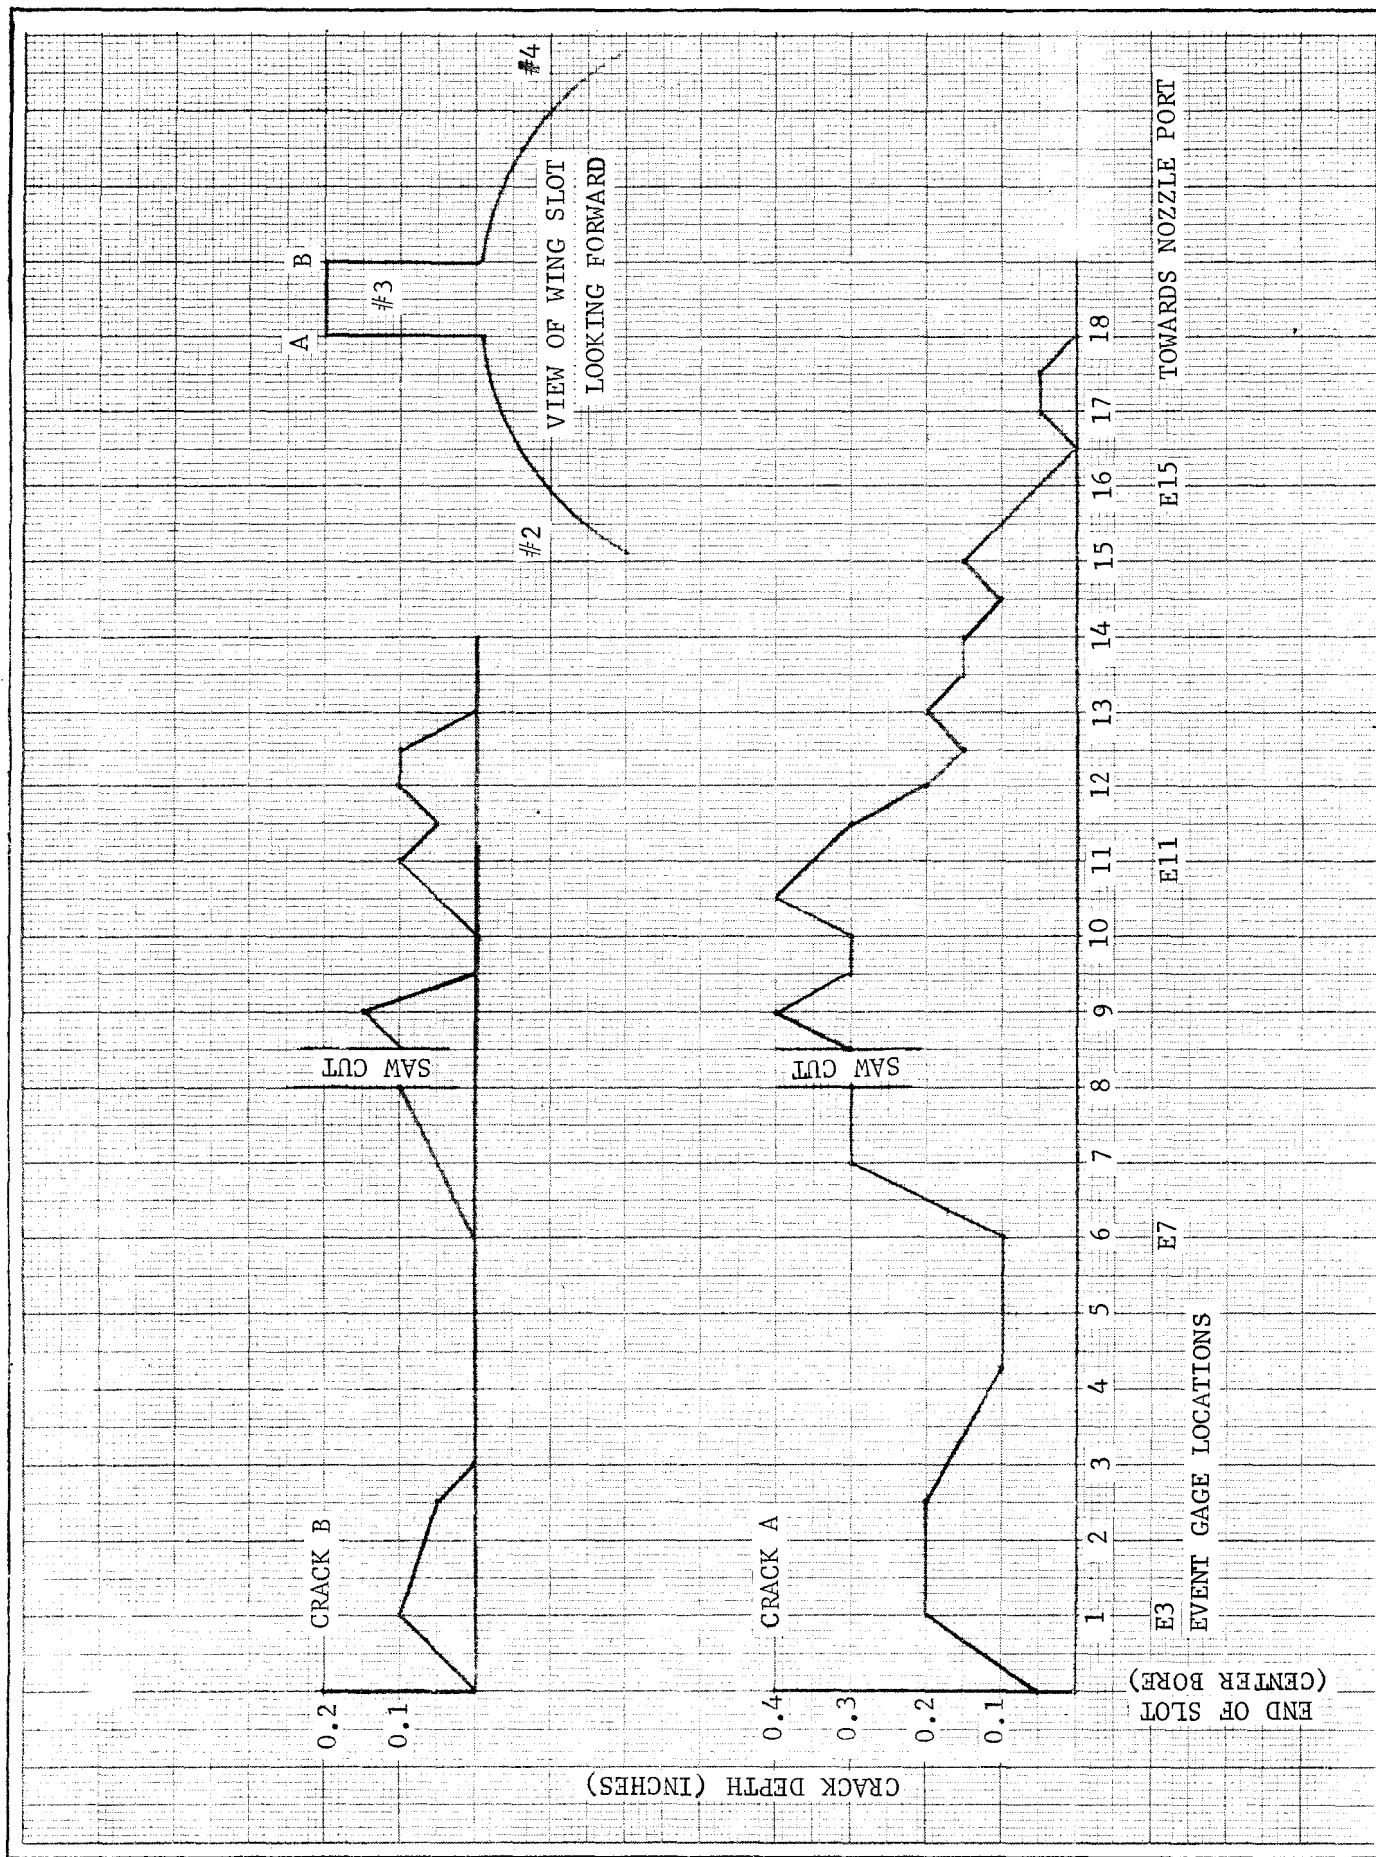 CRACK DEPTH (INCHES)
CRACK B
0.2
0.1
SAW CUT
A
B
#3
#2
#4
VIEW OF WING SLOT
LOOKING FORWARD
CRACK A
0.4
0.3
0.2
0.1
SAW CUT
1 2 3 4 5 6 7 8 9 10 11 12 13 14 15 16 17 18
END OF SLOT
(CENTER BORE)
E3 E7 E11 E15 TOWARDS NOZZLE PORT
EVENT GAGE LOCATIONS